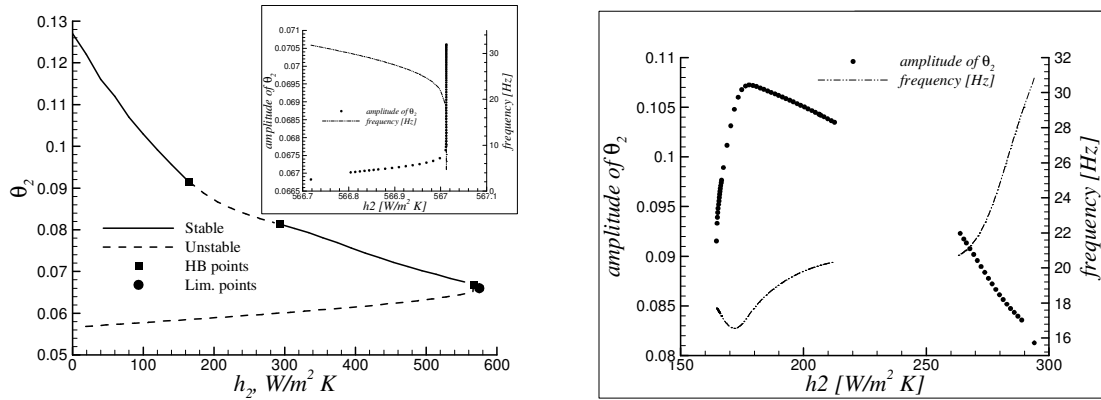 0.13
0.12
0.11
0.1
0.09
0.08
0.07
0.06
0.05
θ2
0 100 200 300 400 500 600
h2, W/m2 K
Stable
Unstable
HB points
Lim. points
0.071
0.0705
0.07
0.0695
0.069
0.0685
0.068
0.0675
0.067
0.0665
amplitude of θ2
566.7 566.8 566.9 567 567.1
h2 [W/m2 K]
30
20
10
0
frequency [Hz]
amplitude of θ2
frequency [Hz]
0.11
0.105
0.1
0.095
0.09
0.085
0.08
amplitude of θ2
150 200 250 300
h2 [W/m2 K]
32
30
28
26
24
22
20
18
16
frequency [Hz]
amplitude of θ2
frequency [Hz]